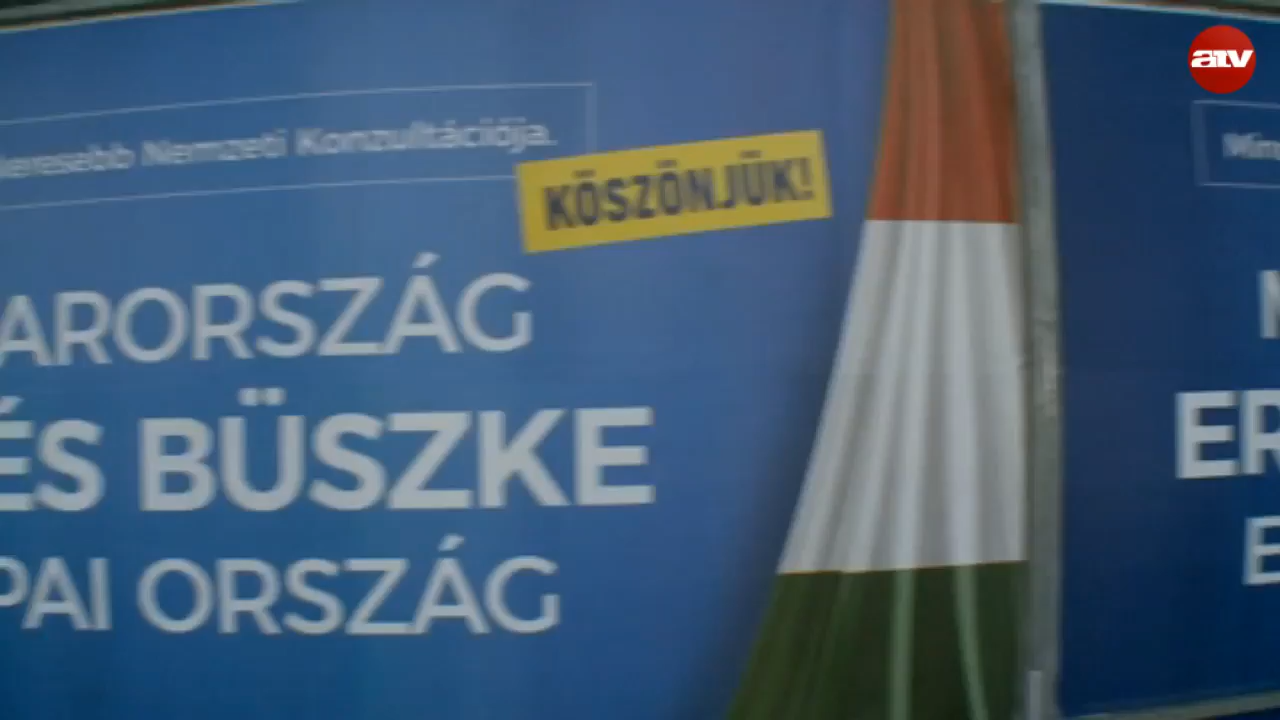 atv
Nemzeti Konzultációja.
KÖSZÖNJÜK!
ARORSZÁG
ÉS BÜSZKE
PAI ORSZÁG
ER
E